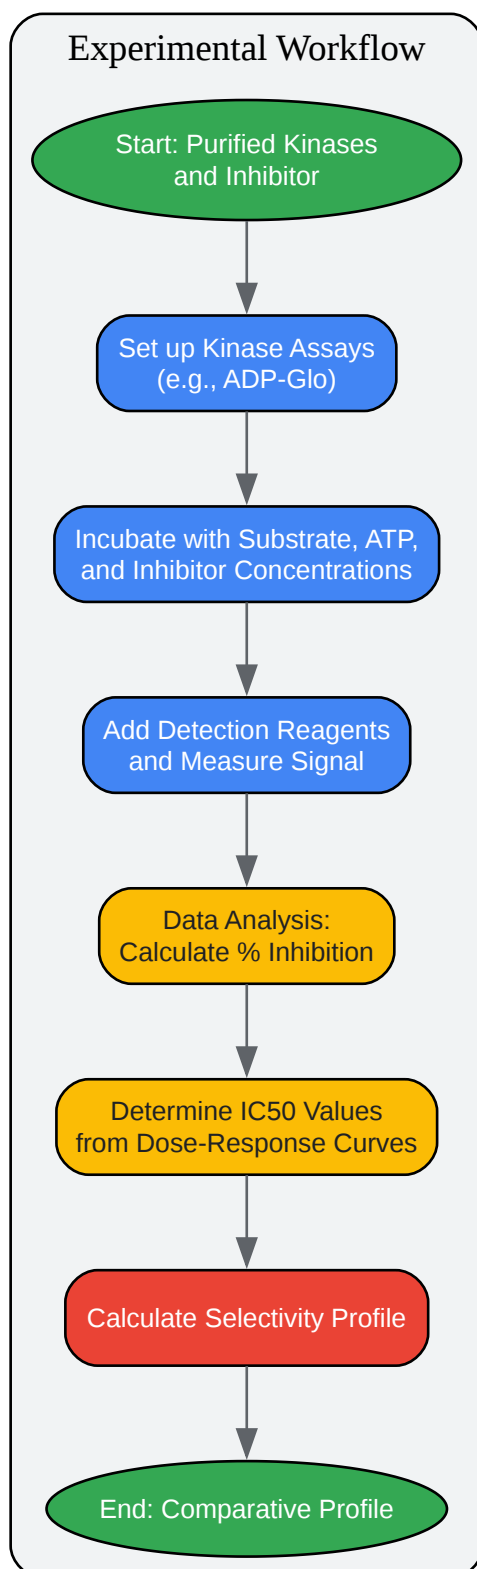 Experimental Workflow
Start: Purified Kinases
and Inhibitor
Set up Kinase Assays
(e.g., ADP-Glo)
Incubate with Substrate, ATP,
and Inhibitor Concentrations
Add Detection Reagents
and Measure Signal
Data Analysis:
Calculate % Inhibition
Determine IC50 Values
from Dose-Response Curves
Calculate Selectivity Profile
End: Comparative Profile